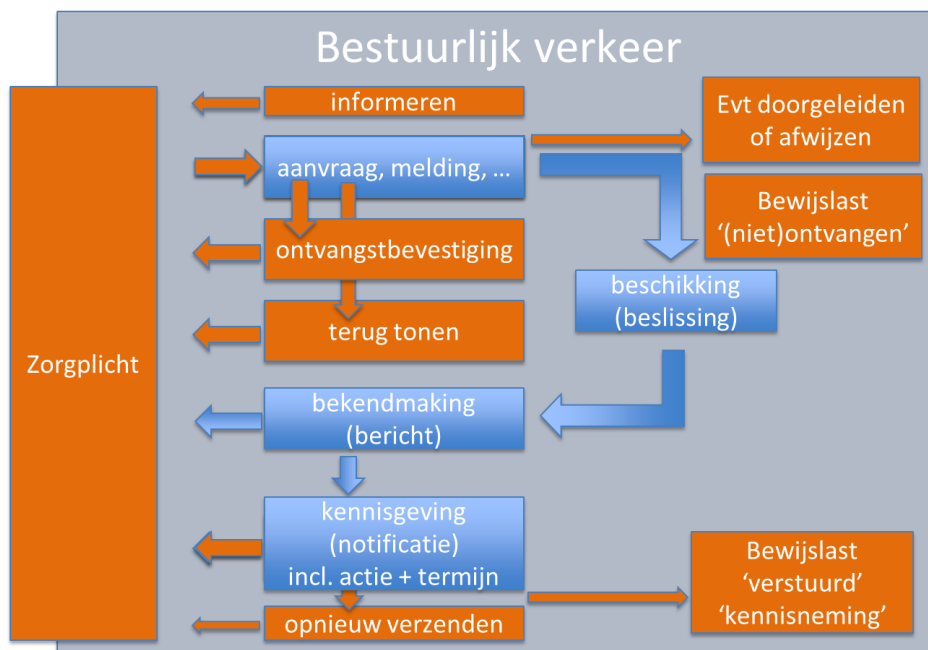 Bestuurlijk verkeer
Zorgplicht
informeren
aanvraag, melding, ...
ontvangstbevestiging
terug tonen
bekendmaking
(bericht)
kennisgeving
(notificatie)
incl. actie + termijn
opnieuw verzenden
Evt doorgeleiden
of afwijzen
Bewijslast
‘(niet)ontvangen’
beschikking
(beslissing)
Bewijslast
‘verstuurd’
‘kennisneming’